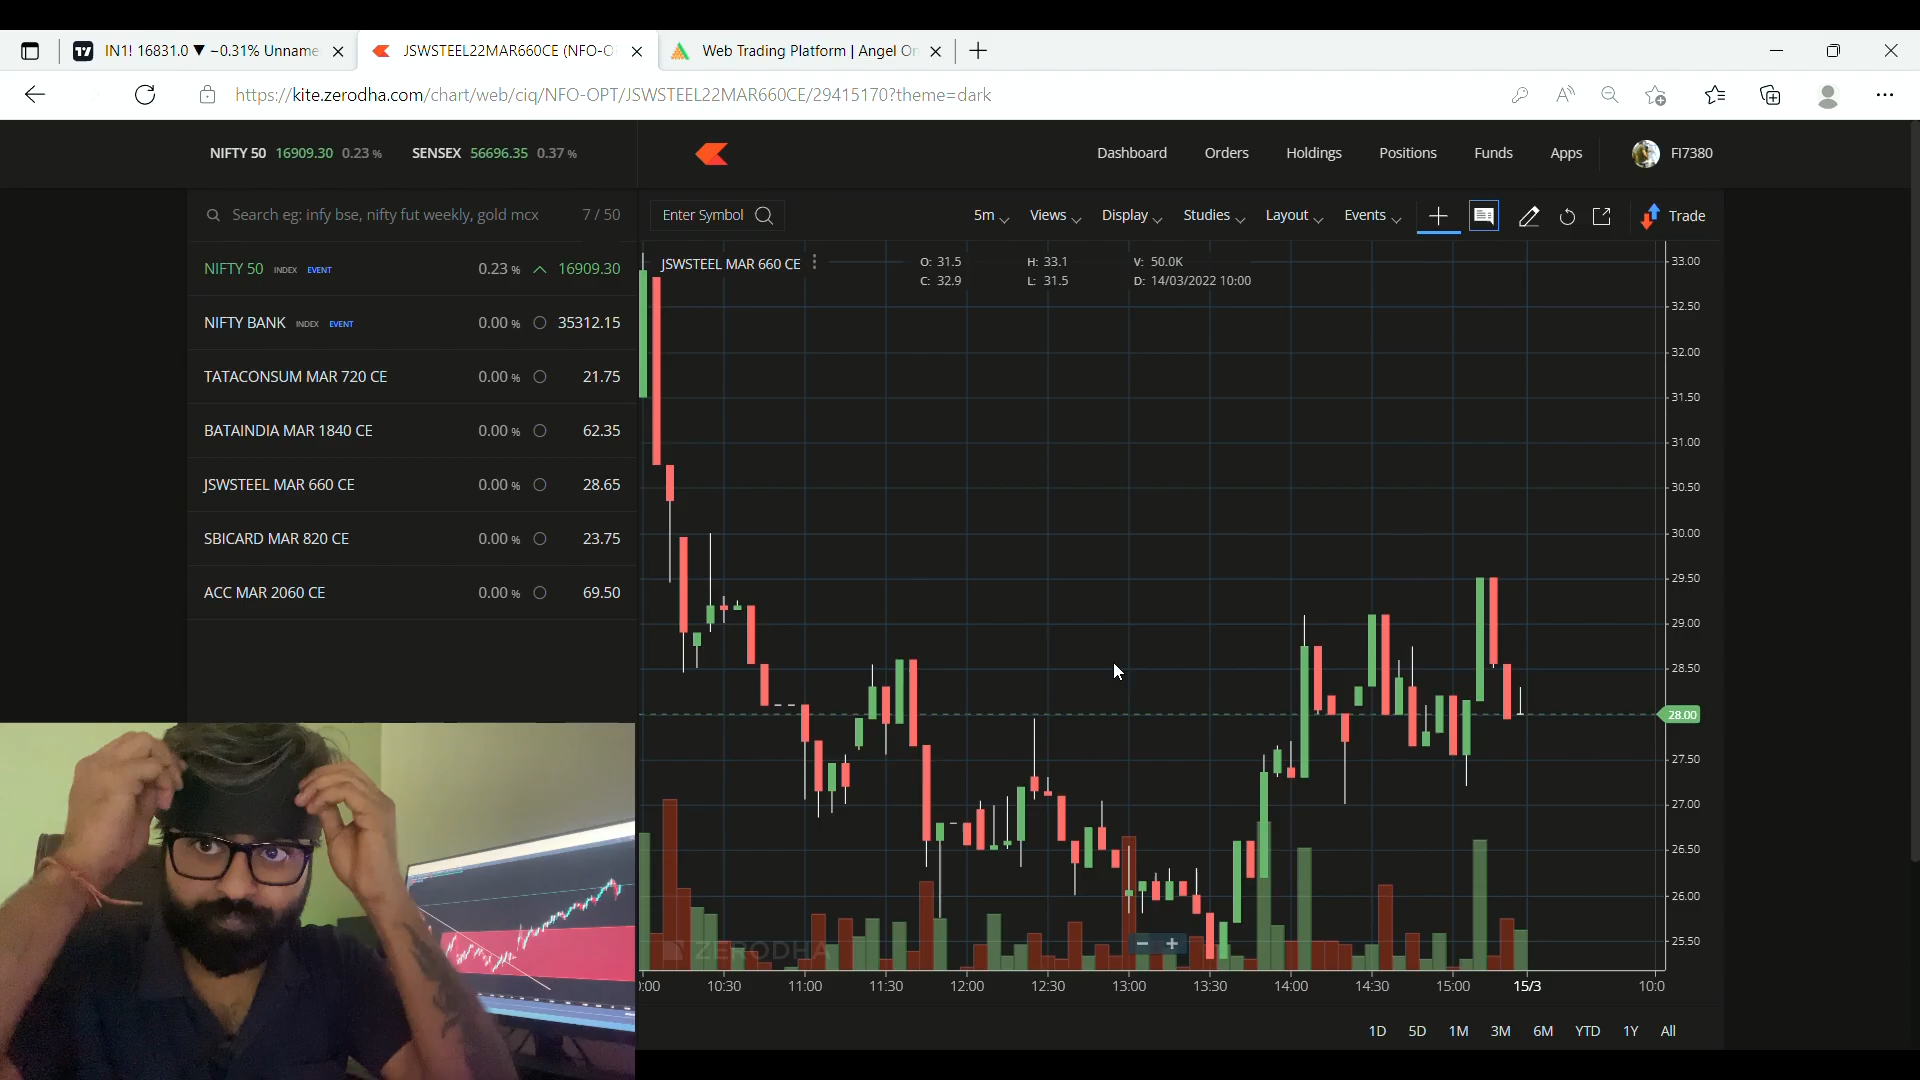 IN1! 16831.0 ▼ −0.31% Unname
JSWSTEEL22MAR660CE (NFO-O
Web Trading Platform | Angel On
https://kite.zerodha.com/chart/web/ciq/NFO-OPT/JSWSTEEL22MAR660CE/29415170?theme=dark
NIFTY 50 16909.30 0.23 % SENSEX 56696.35 0.37 %
Dashboard Orders Holdings Positions Funds Apps FI7380
Search eg: infy bse, nifty fut weekly, gold mcx 7 / 50
Enter Symbol 5m Views Display Studies Layout Events Trade
NIFTY 50 INDEX EVENT 0.23 % 16909.30
NIFTY BANK INDEX EVENT 0.00 % 35312.15
TATACONSUM MAR 720 CE 0.00 % 21.75
BATAINDIA MAR 1840 CE 0.00 % 62.35
JSWSTEEL MAR 660 CE 0.00 % 28.65
SBICARD MAR 820 CE 0.00 % 23.75
ACC MAR 2060 CE 0.00 % 69.50
JSWSTEEL MAR 660 CE
O: 31.5 H: 33.1 V: 50.0K
C: 32.9 L: 31.5 D: 14/03/2022 10:00
33.00
32.50
32.00
31.50
31.00
30.50
30.00
29.50
29.00
28.50
28.00
27.50
27.00
26.50
26.00
25.50
ZERODHA
− +
:00 10:30 11:00 11:30 12:00 12:30 13:00 13:30 14:00 14:30 15:00 15/3 10:0
1D 5D 1M 3M 6M YTD 1Y All